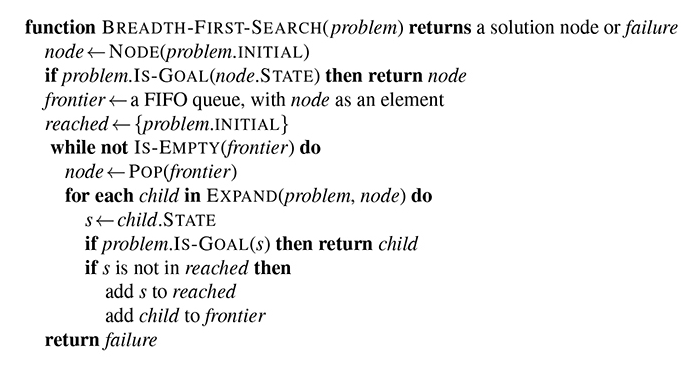 function BREADTH-FIRST-SEARCH(problem) returns a solution node or failure
node←NODE(problem.INITIAL)
if problem.IS-GOAL(node.STATE) then return node
frontier←a FIFO queue, with node as an element
reached←{problem.INITIAL}
while not IS-EMPTY(frontier) do
node←POP(frontier)
for each child in EXPAND(problem, node) do
s←child.STATE
if problem.IS-GOAL(s) then return child
if s is not in reached then
add s to reached
add child to frontier
return failure